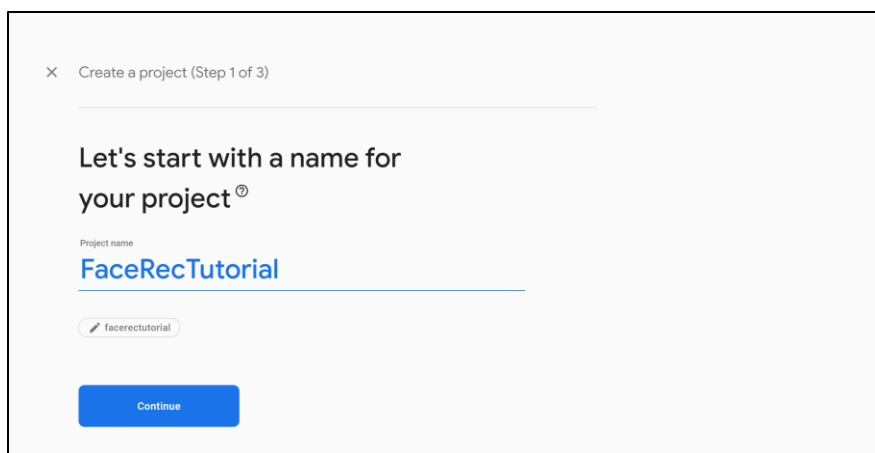 Create a project (Step 1 of 3)
Let's start with a name for
your project
Project name
FaceRecTutorial
facerectutorial
Continue